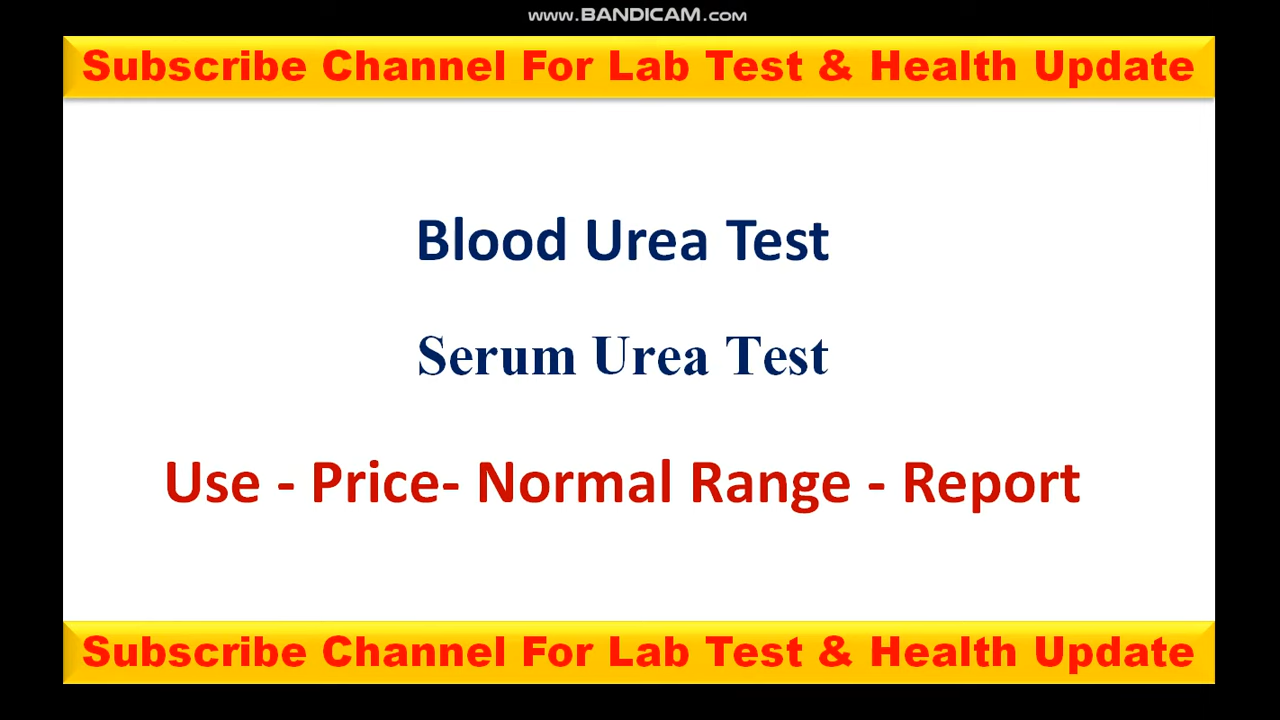 www.BANDICAM.com
Subscribe Channel For Lab Test & Health Update
Blood Urea Test
Serum Urea Test
Use - Price- Normal Range - Report
Subscribe Channel For Lab Test & Health Update